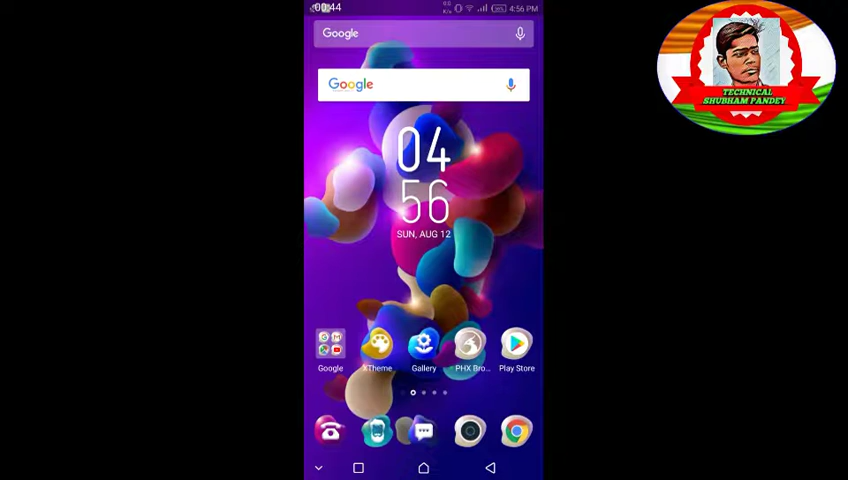 00:44
4:56 PM
Google
Google
04
56
SUN, AUG 12
Google
Theme
Gallery
PHX Bro...
Play Store
TECHNICAL
SHUBHAM PANDEY